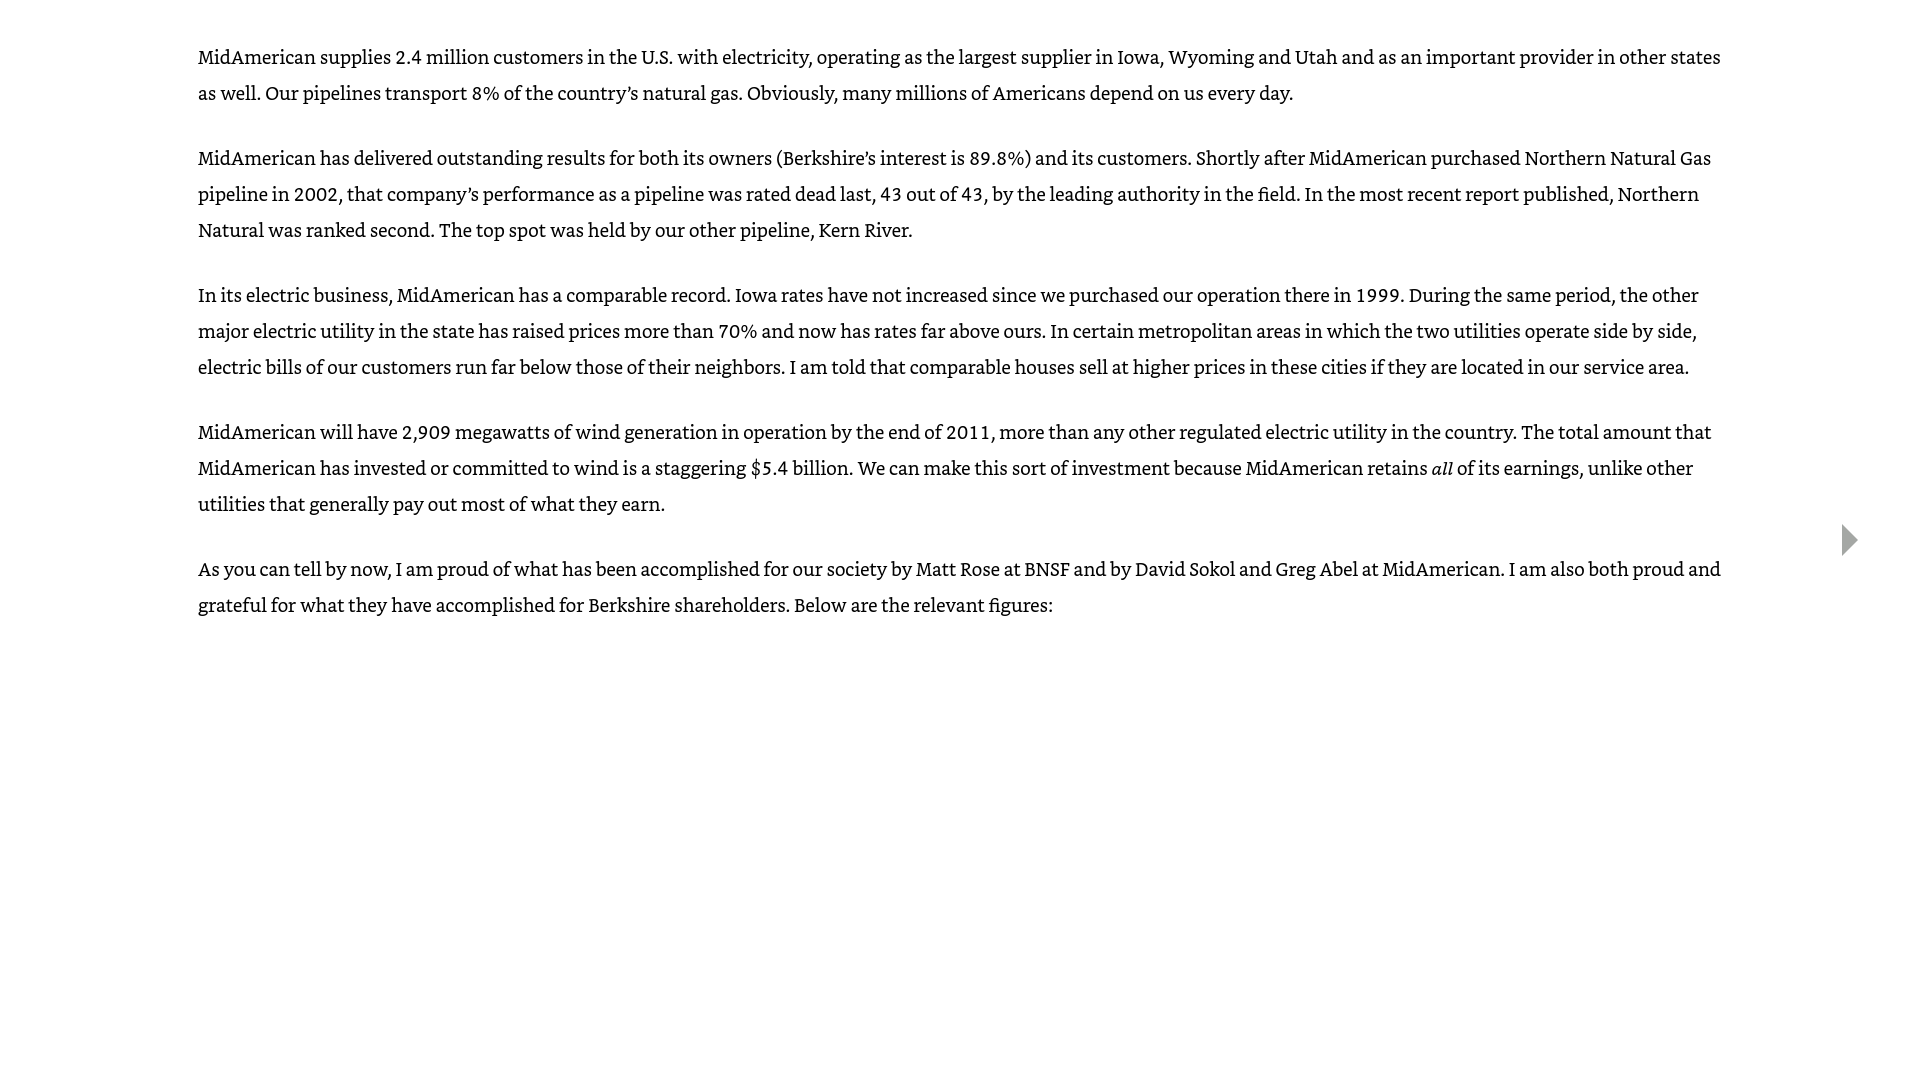 MidAmerican supplies 2.4 million customers in the U.S. with electricity, operating as the largest supplier in Iowa, Wyoming and Utah and as an important provider in other states
as well. Our pipelines transport 8% of the country’s natural gas. Obviously, many millions of Americans depend on us every day.
MidAmerican has delivered outstanding results for both its owners (Berkshire’s interest is 89.8%) and its customers. Shortly after MidAmerican purchased Northern Natural Gas
pipeline in 2002, that company’s performance as a pipeline was rated dead last, 43 out of 43, by the leading authority in the field. In the most recent report published, Northern
Natural was ranked second. The top spot was held by our other pipeline, Kern River.
In its electric business, MidAmerican has a comparable record. Iowa rates have not increased since we purchased our operation there in 1999. During the same period, the other
major electric utility in the state has raised prices more than 70% and now has rates far above ours. In certain metropolitan areas in which the two utilities operate side by side,
electric bills of our customers run far below those of their neighbors. I am told that comparable houses sell at higher prices in these cities if they are located in our service area.
MidAmerican will have 2,909 megawatts of wind generation in operation by the end of 2011, more than any other regulated electric utility in the country. The total amount that
MidAmerican has invested or committed to wind is a staggering $5.4 billion. We can make this sort of investment because MidAmerican retains all of its earnings, unlike other
utilities that generally pay out most of what they earn.
As you can tell by now, I am proud of what has been accomplished for our society by Matt Rose at BNSF and by David Sokol and Greg Abel at MidAmerican. I am also both proud and
grateful for what they have accomplished for Berkshire shareholders. Below are the relevant figures: